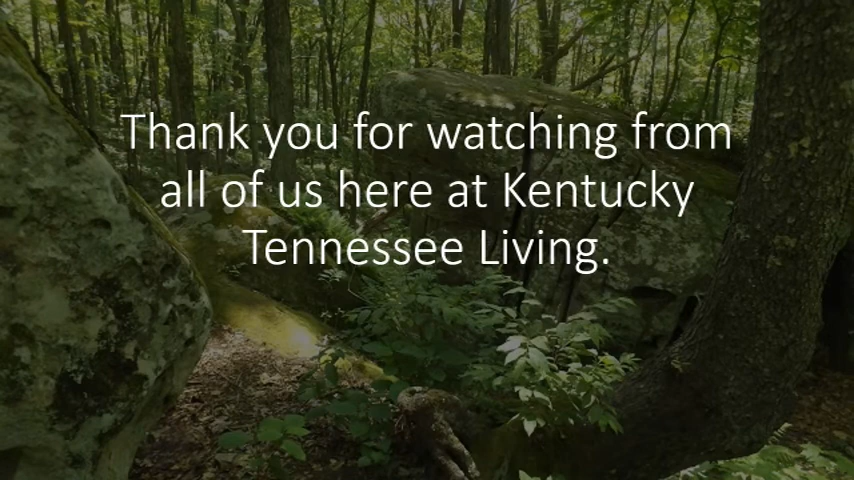 Thank you for watching from
all of us here at Kentucky
Tennessee Living.